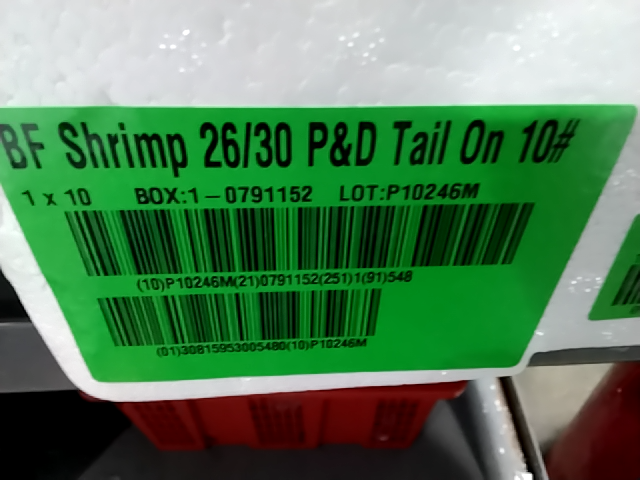 BF Shrimp 26/30 P&D Tail On 10#
1 x 10 BOX:1-0791152 LOT:P10246M
(10)P10246M(21)0791152(251)1(91)548
(01)30815953005480(10)P10246M